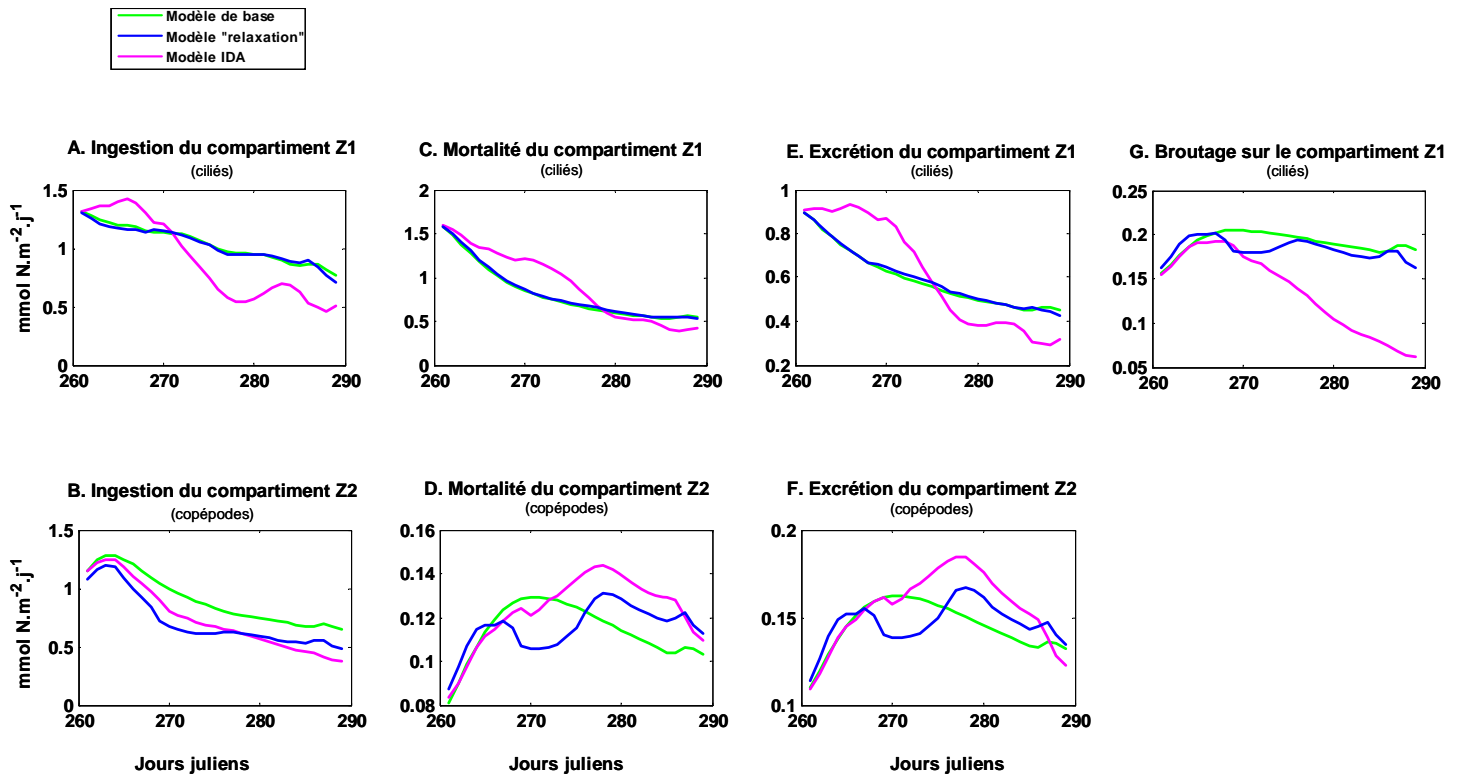 Modèle de base
Modèle "relaxation"
Modèle IDA
A. Ingestion du compartiment Z1
(ciliés)
mmol N.m-2.j-1
1.5
1
0.5
0
260
270
280
290
C. Mortalité du compartiment Z1
(ciliés)
2
1.5
1
0.5
0
260
270
280
290
E. Excrétion du compartiment Z1
(ciliés)
1
0.8
0.6
0.4
0.2
260
270
280
290
G. Broutage sur le compartiment Z1
(ciliés)
0.25
0.2
0.15
0.1
0.05
260
270
280
290
B. Ingestion du compartiment Z2
(copépodes)
mmol N.m-2.j-1
1.5
1
0.5
0
260
270
280
290
Jours juliens
D. Mortalité du compartiment Z2
(copépodes)
0.16
0.14
0.12
0.1
0.08
260
270
280
290
Jours juliens
F. Excrétion du compartiment Z2
(copépodes)
0.2
0.15
0.1
260
270
280
290
Jours juliens